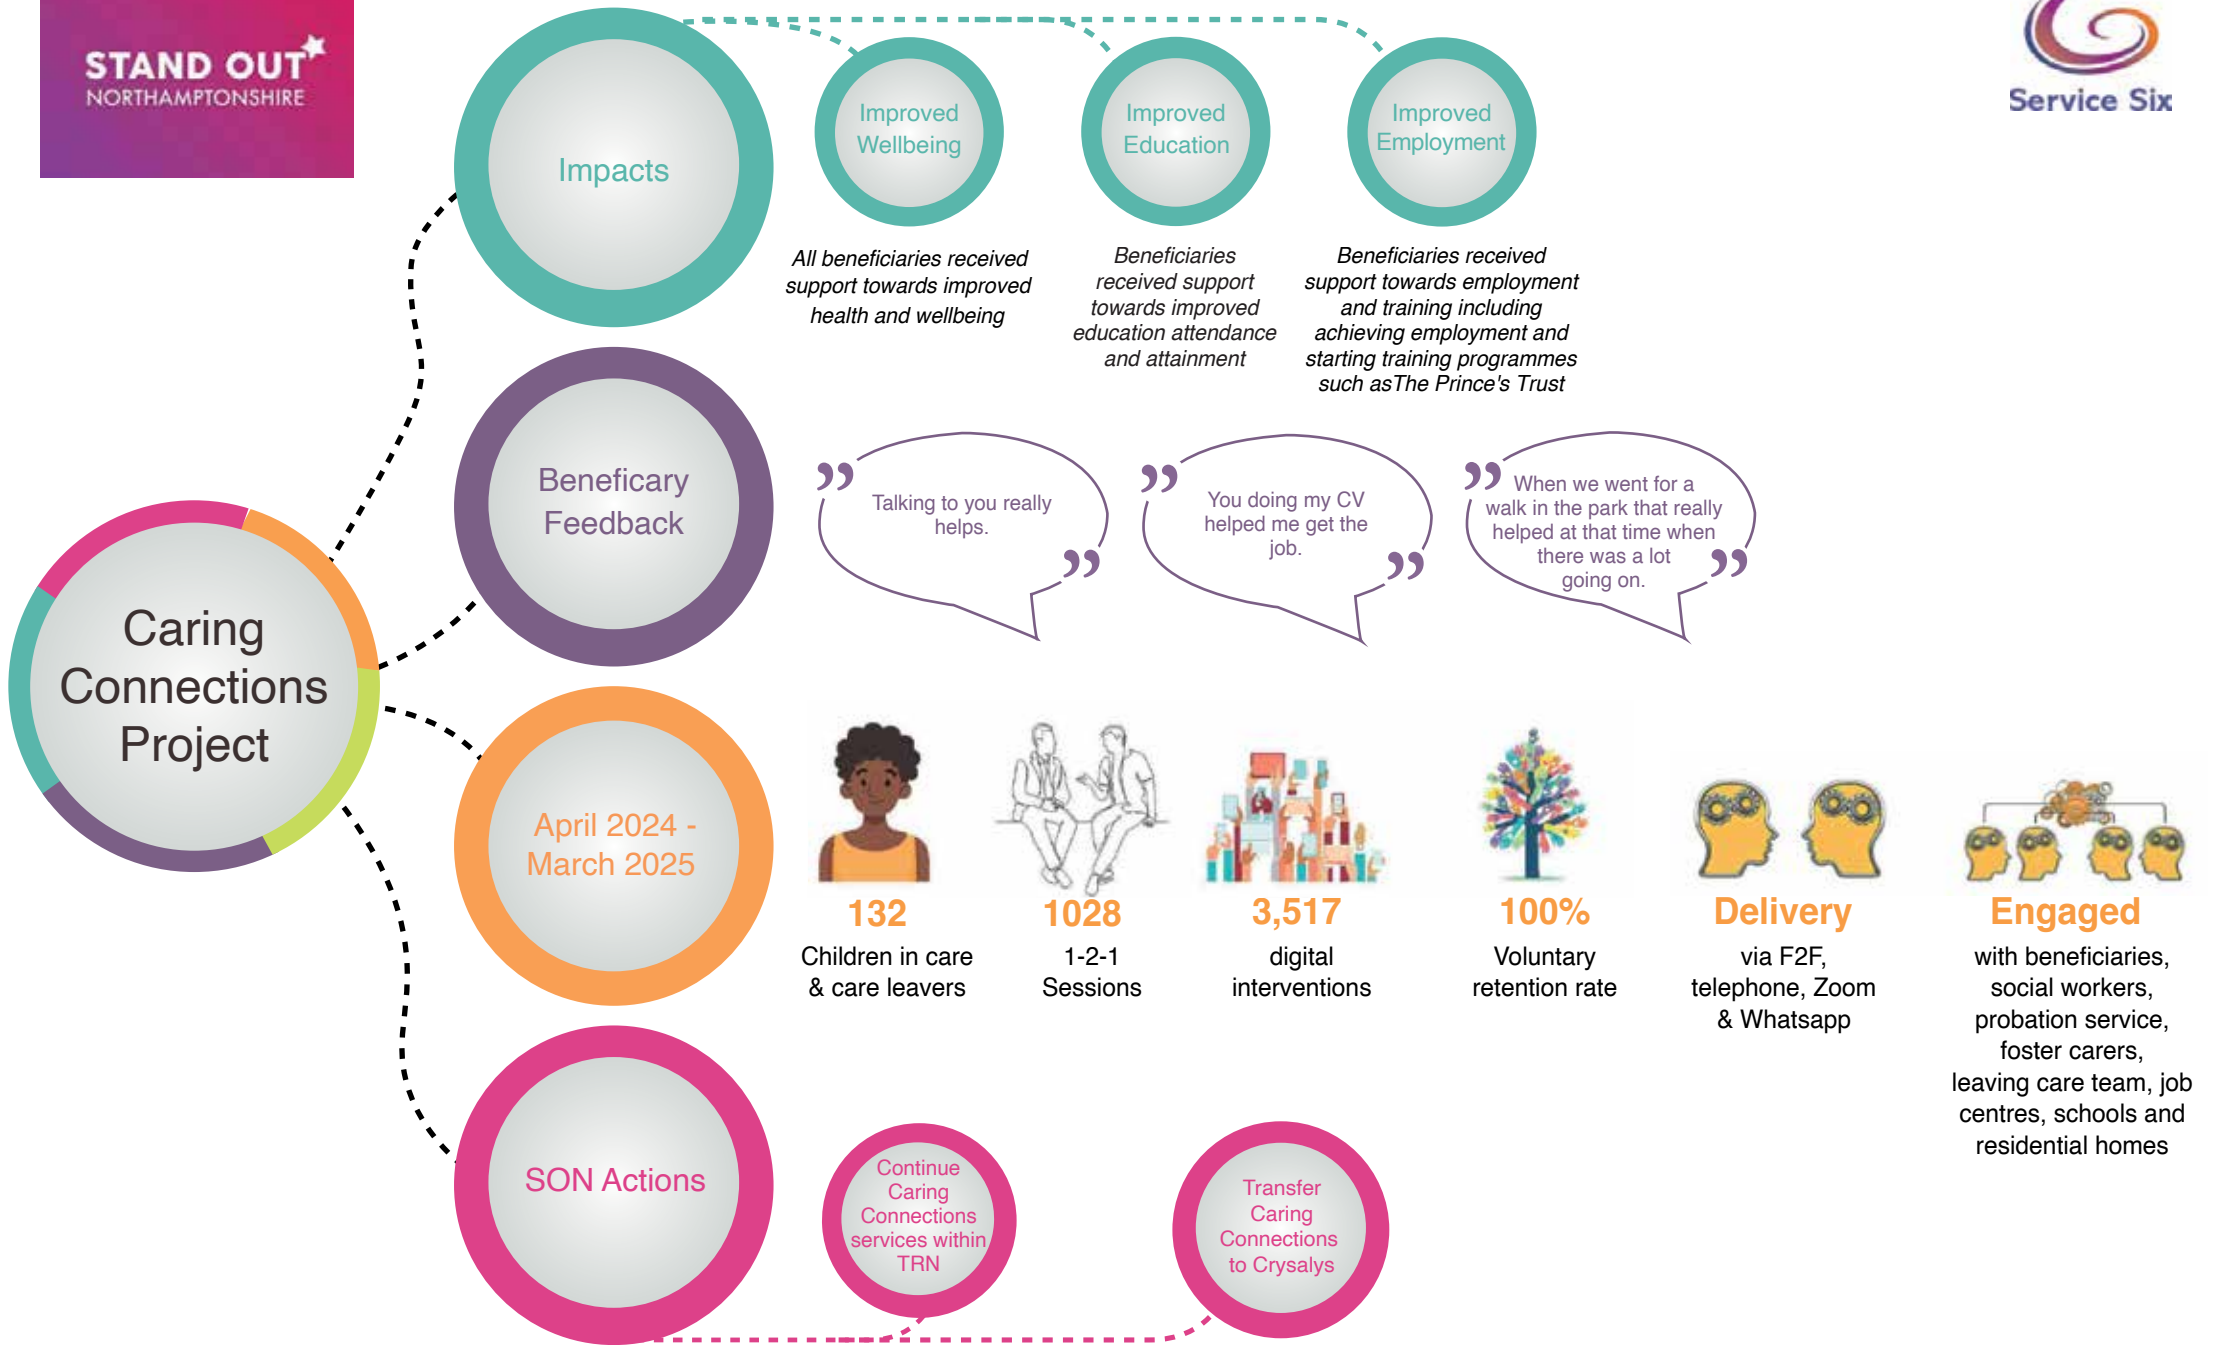 STAND OUT
NORTHAMPTONSHIRE
Service Six
Impacts
Improved
Wellbeing
Improved
Education
Improved
Employment
All beneficiaries received
support towards improved
health and wellbeing
Beneficiaries
received support
towards improved
education attendance
and attainment
Beneficiaries received
support towards employment
and training including
achieving employment and
starting training programmes
such asThe Prince's Trust
Caring
Connections
Project
Beneficary
Feedback
” Talking to you really
helps. ”
” You doing my CV
helped me get the
job. ”
” When we went for a
walk in the park that really
helped at that time when
there was a lot
going on. ”
April 2024 -
March 2025
132
Children in care
& care leavers
1028
1-2-1
Sessions
3,517
digital
interventions
100%
Voluntary
retention rate
Delivery
via F2F,
telephone, Zoom
& Whatsapp
Engaged
with beneficiaries,
social workers,
probation service,
foster carers,
leaving care team, job
centres, schools and
residential homes
SON Actions
Continue
Caring
Connections
services within
TRN
Transfer
Caring
Connections
to Crysalys